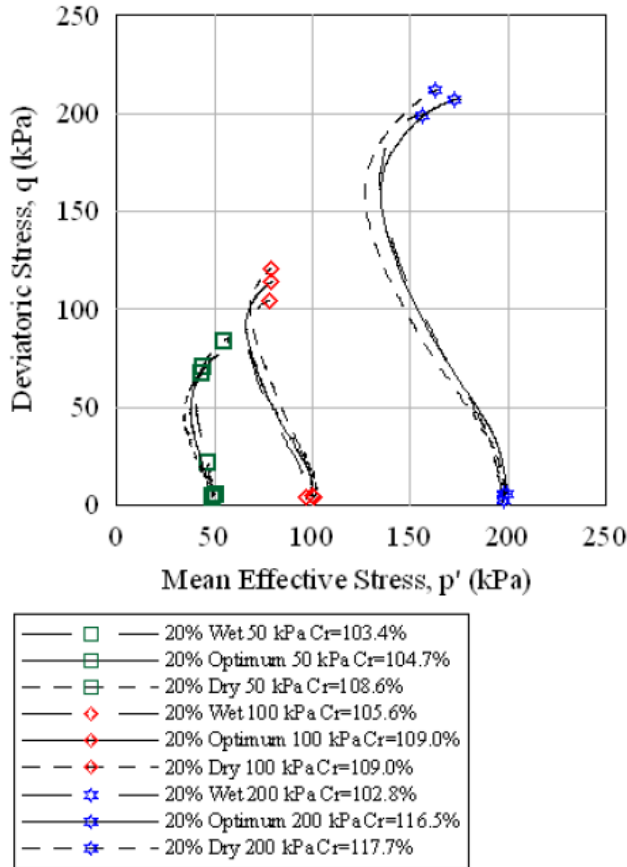 250
200
150
100
50
0
Deviatoric Stress, q (kPa)
0 50 100 150 200 250
Mean Effective Stress, p' (kPa)
20% Wet 50 kPa Cr=103.4%
20% Optimum 50 kPa Cr=104.7%
20% Dry 50 kPa Cr=108.6%
20% Wet 100 kPa Cr=105.6%
20% Optimum 100 kPa Cr=109.0%
20% Dry 100 kPa Cr=109.0%
20% Wet 200 kPa Cr=102.8%
20% Optimum 200 kPa Cr=116.5%
20% Dry 200 kPa Cr=117.7%